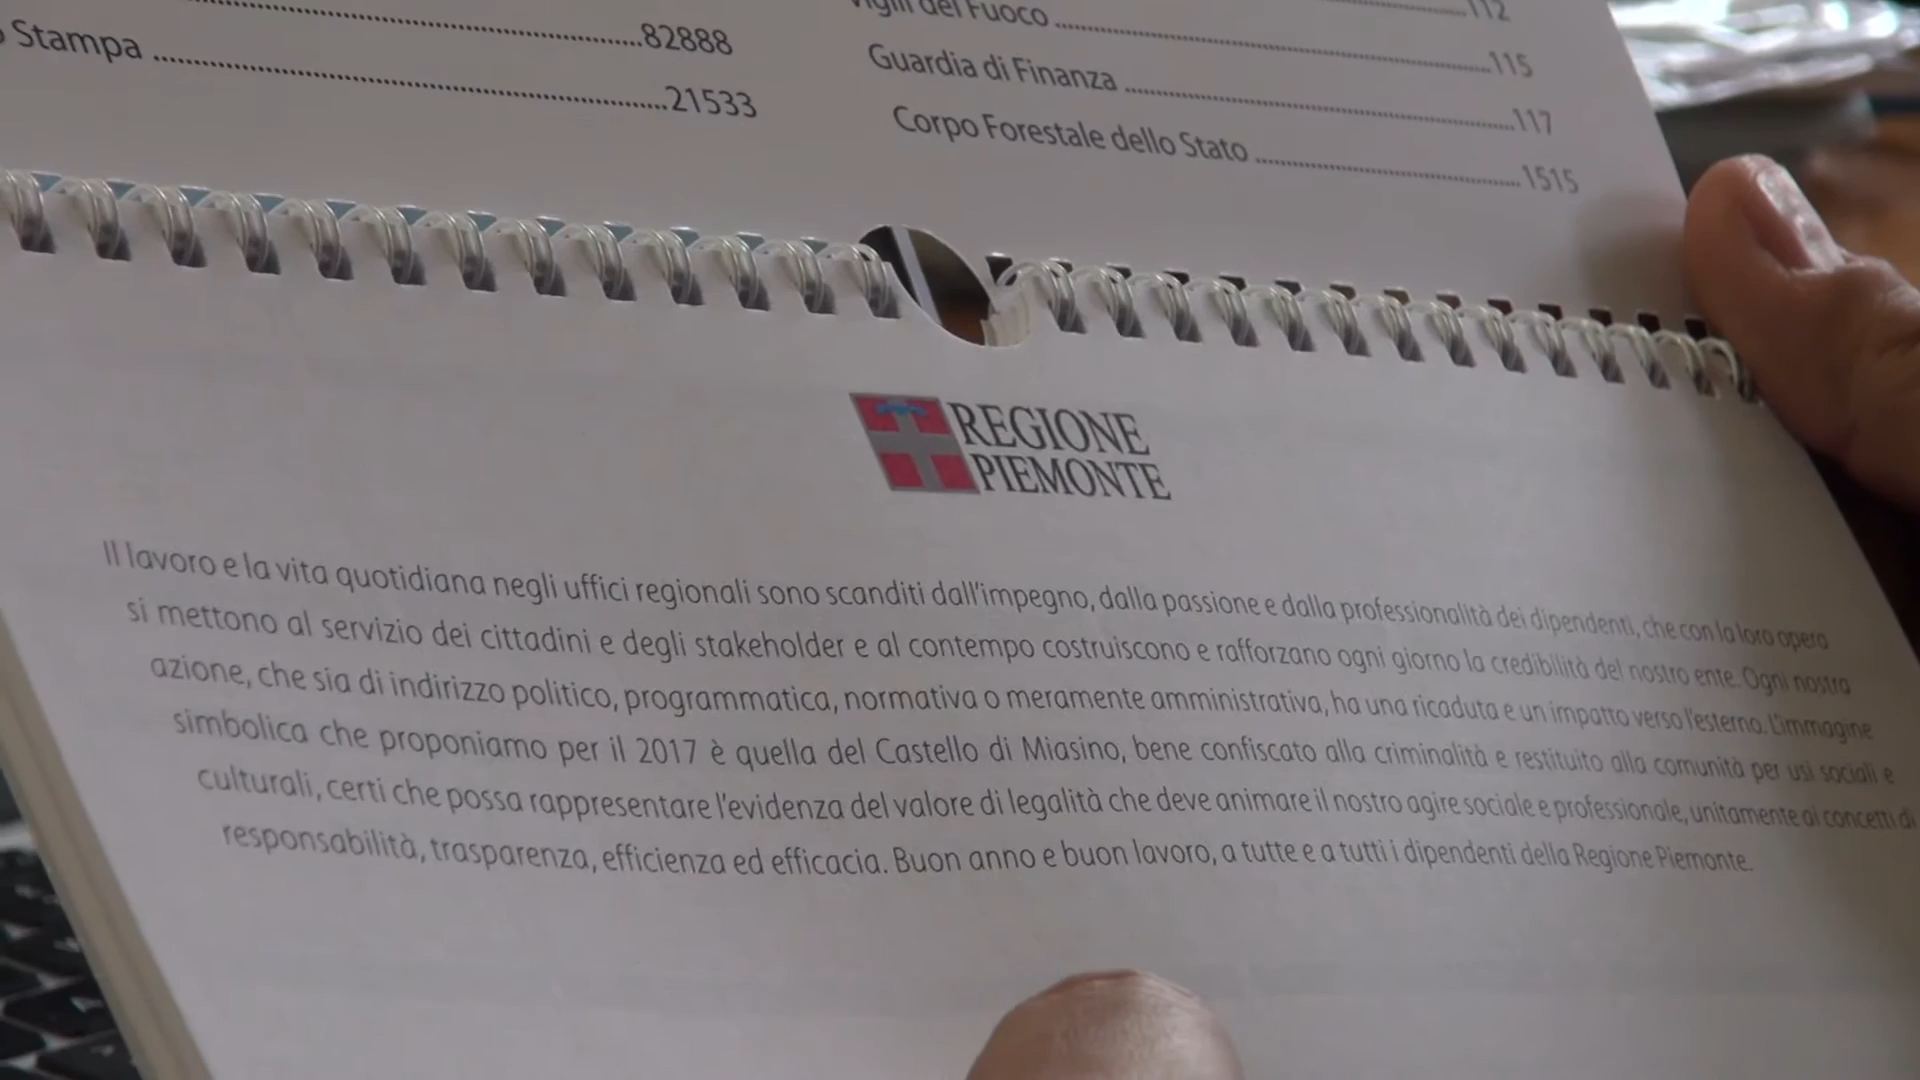 112
82888
Vigili del Fuoco 115
Stampa 21533
Guardia di Finanza 117
Corpo Forestale dello Stato 1515
REGIONE
PIEMONTE
Il lavoro e la vita quotidiana negli uffici regionali sono scanditi dall'impegno, dalla passione e dalla professionalità dei dipendenti, che con la loro opera
si mettono al servizio dei cittadini e degli stakeholder e al contempo costruiscono e rafforzano ogni giorno la credibilità del nostro ente. Ogni nostra
azione, che sia di indirizzo politico, programmatica, normativa o meramente amministrativa, ha una ricaduta e un impatto verso l'esterno. L'immagine
simbolica che proponiamo per il 2017 è quella del Castello di Miasino, bene confiscato alla criminalità e restituito alla comunità per usi sociali e
culturali, certi che possa rappresentare l'evidenza del valore di legalità che deve animare il nostro agire sociale e professionale, unitamente ai concetti di
responsabilità, trasparenza, efficienza ed efficacia. Buon anno e buon lavoro, a tutte e a tutti i dipendenti della Regione Piemonte.